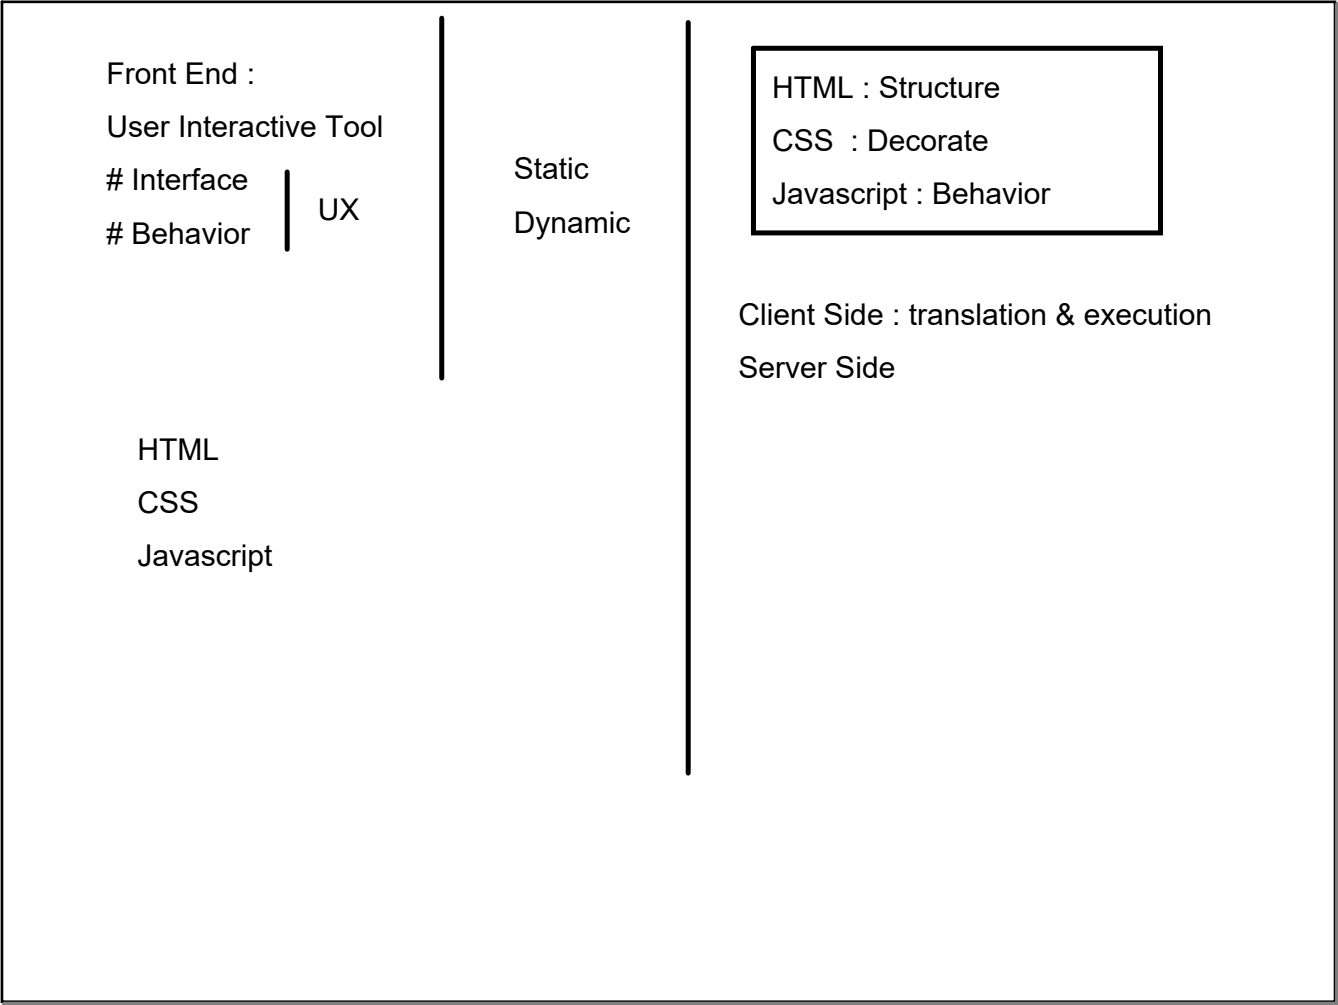 Front End :
User Interactive Tool
# Interface
# Behavior
UX
HTML
CSS
Javascript
Static
Dynamic
HTML : Structure
CSS  : Decorate
Javascript : Behavior
Client Side : translation & execution
Server Side